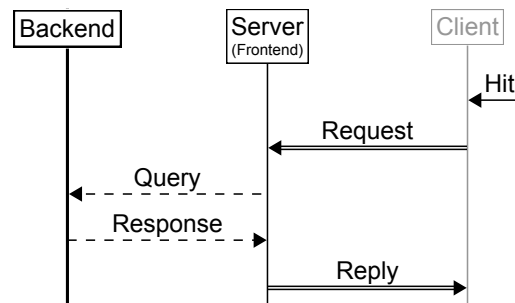 Backend
Server
(Frontend)
Client
Hit
Request
Query
Response
Reply